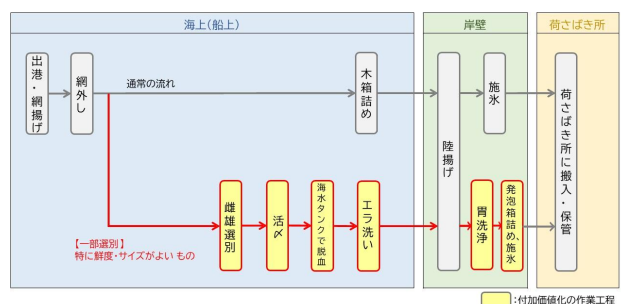 海上(船上)
岸壁
荷さばき所
出港・網揚げ
網外し
通常の流れ
木箱詰め
陸揚げ
施氷
荷さばき所に搬入・保管
雌雄選別
活〆
海水タンクで脱血
エラ洗い
胃洗浄
発泡箱詰め、施氷
【一部選別】
特に鮮度・サイズがよい もの
:付加価値化の作業工程